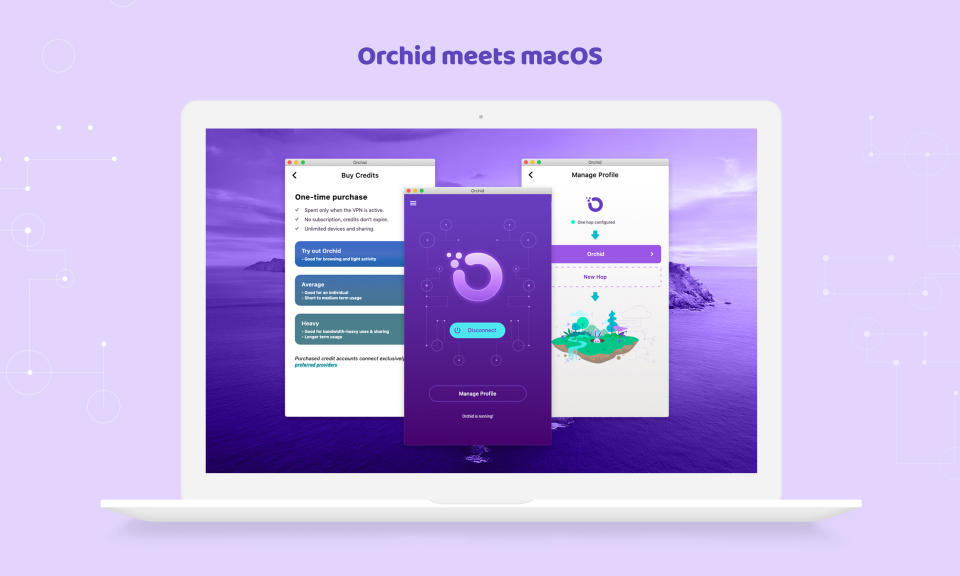 Orchid meets macOS
Orchid
Buy Credits
One-time purchase
✓ Spent only when the VPN is active.
✓ No subscription, credits don't expire.
✓ Unlimited devices and sharing.
Try out Orchid
- Good for browsing and light activity
Average
- Good for an individual
- Short to medium term usage
Heavy
- Good for bandwidth-heavy uses & sharing
- Longer term usage
Purchased credit accounts connect exclusively
preferred providers
Orchid
Disconnect
Manage Profile
Orchid is running!
Orchid
Manage Profile
One hop configured
Orchid
New Hop